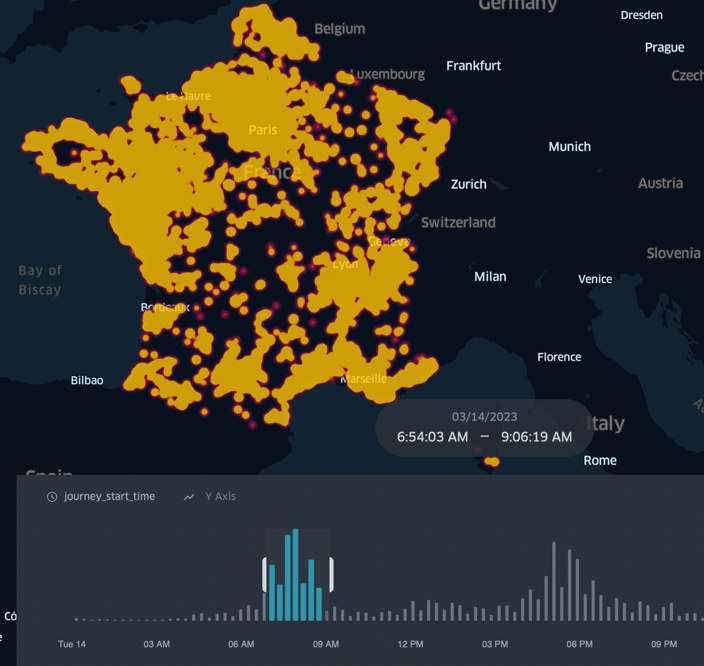 Germany
Dresden
Belgium
Prague
Frankfurt
Luxembourg
Czech
Le Havre
Paris
Munich
France
Zurich
Austria
Switzerland
Geneva
Slovenia
Lyon
Bay of
Biscay
Milan
Venice
Bordeaux
Florence
Marseille
Bilbao
03/14/2023
6:54:03 AM – 9:06:19 AM
Italy
Rome
Spain
journey_start_time
Y Axis
Có
e
Tue 14
03 AM
06 AM
09 AM
12 PM
03 PM
06 PM
09 PM